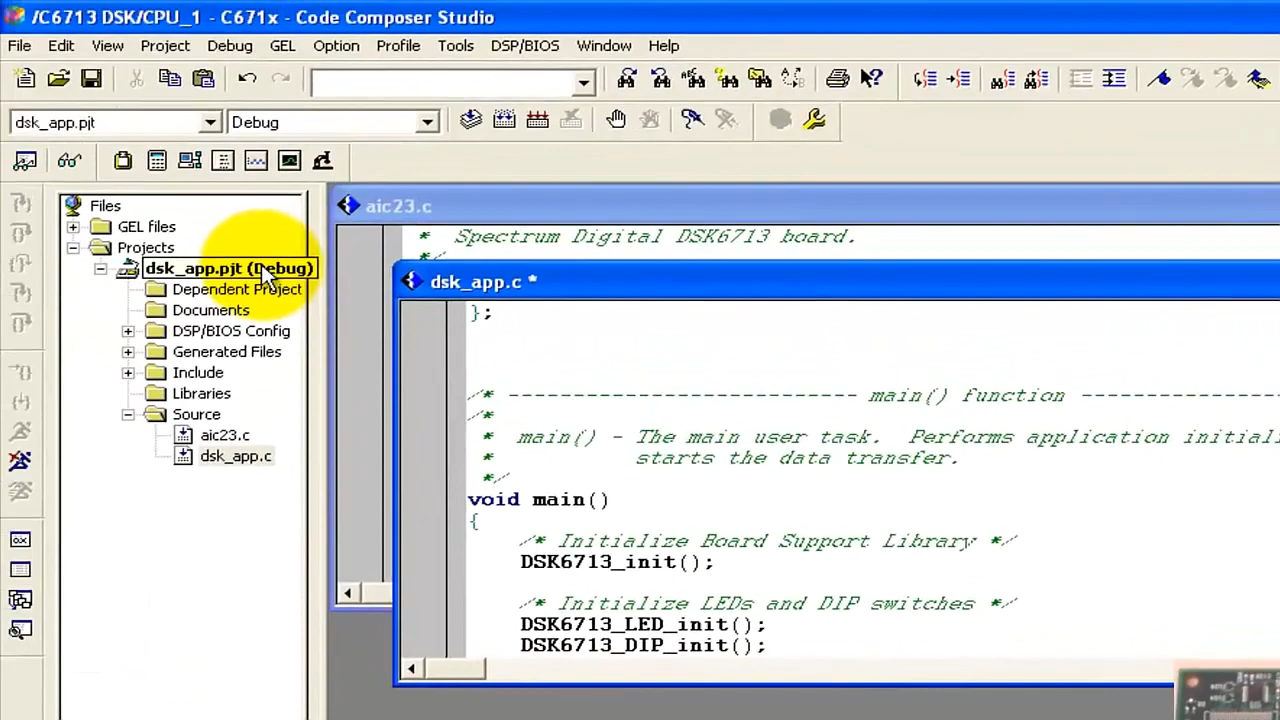 /C6713 DSK/CPU_1 - C671x - Code Composer Studio
File Edit View Project Debug GEL Option Profile Tools DSP/BIOS Window Help
dsk_app.pjt Debug
Files
GEL files
Projects
dsk_app.pjt (Debug)
Dependent Project
Documents
DSP/BIOS Config
Generated Files
Include
Libraries
Source
aic23.c
dsk_app.c
aic23.c
* Spectrum Digital DSK6713 board.
*/
dsk_app.c *
};
/* --------------------------- main() function -------------
/*
* main() - The main user task. Performs application initiali
* starts the data transfer.
*/
void main()
{
/* Initialize Board Support Library */
DSK6713_init();
/* Initialize LEDs and DIP switches */
DSK6713_LED_init();
DSK6713_DIP_init();